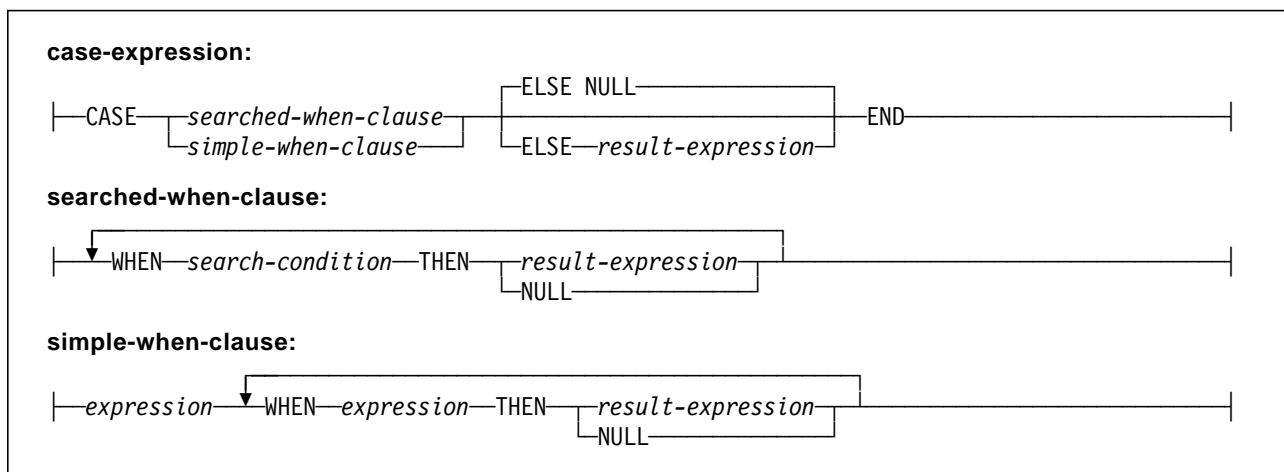 case-expression:
ELSE NULL
CASE searched-when-clause END
simple-when-clause ELSE result-expression
searched-when-clause:
WHEN search-condition THEN result-expression
NULL
simple-when-clause:
expression WHEN expression THEN result-expression
NULL